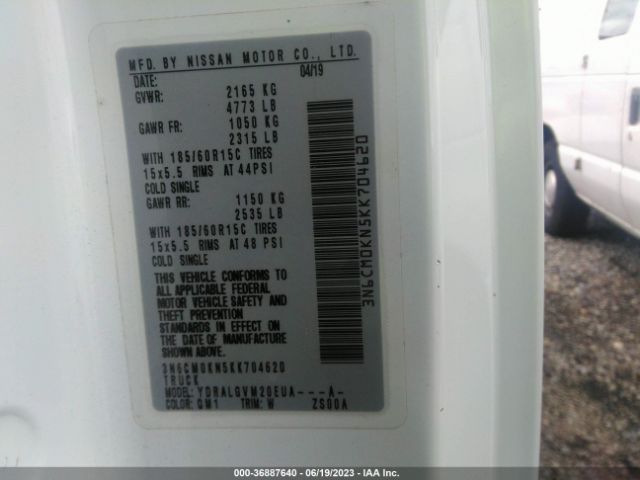 MFD. BY NISSAN MOTOR CO., LTD.
DATE: 04/19
GVWR: 2165 KG
4773 LB
GAWR FR: 1050 KG
2315 LB
WITH 185/60R15C TIRES
15x5.5 RIMS AT 44PSI
COLD SINGLE
GAWR RR: 1150 KG
2535 LB
WITH 185/60R15C TIRES
15x5.5 RIMS AT 48 PSI
COLD SINGLE
THIS VEHICLE CONFORMS TO
ALL APPLICABLE FEDERAL
MOTOR VEHICLE SAFETY AND
THEFT PREVENTION
STANDARDS IN EFFECT ON
THE DATE OF MANUFACTURE
SHOWN ABOVE.
3N6CM0KN5KK704620
TRUCK
MODEL: YDRALGVM20EUA---A-
COLOR: QM1 TRIM: W ZS00A
3N6CM0KN5KK704620
000-36887640 - 06/19/2023 - IAA Inc.